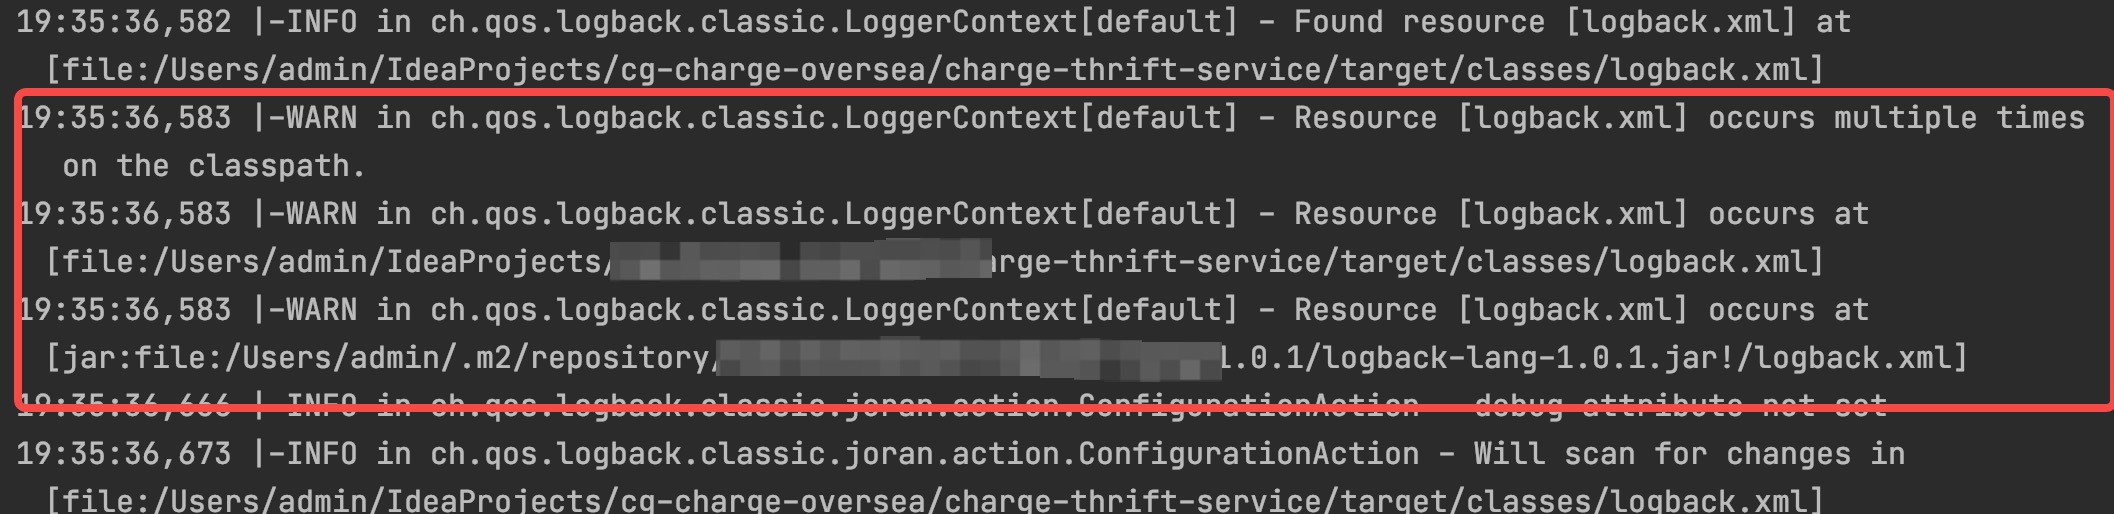 19:35:36,582 |-INFO in ch.qos.logback.classic.LoggerContext[default] - Found resource [logback.xml] at
[file:/Users/admin/IdeaProjects/cg-charge-oversea/charge-thrift-service/target/classes/logback.xml]
19:35:36,583 |-WARN in ch.qos.logback.classic.LoggerContext[default] - Resource [logback.xml] occurs multiple times
on the classpath.
19:35:36,583 |-WARN in ch.qos.logback.classic.LoggerContext[default] - Resource [logback.xml] occurs at
[file:/Users/admin/IdeaProjects/ arge-thrift-service/target/classes/logback.xml]
19:35:36,583 |-WARN in ch.qos.logback.classic.LoggerContext[default] - Resource [logback.xml] occurs at
[jar:file:/Users/admin/.m2/repository/ 1.0.1/logback-lang-1.0.1.jar!/logback.xml]
19:35:36,666 |-INFO in ch.qos.logback.classic.joran.action.ConfigurationAction - debug attribute not set
19:35:36,673 |-INFO in ch.qos.logback.classic.joran.action.ConfigurationAction - Will scan for changes in
[file:/Users/admin/IdeaProjects/cg-charge-oversea/charge-thrift-service/target/classes/logback.xml]